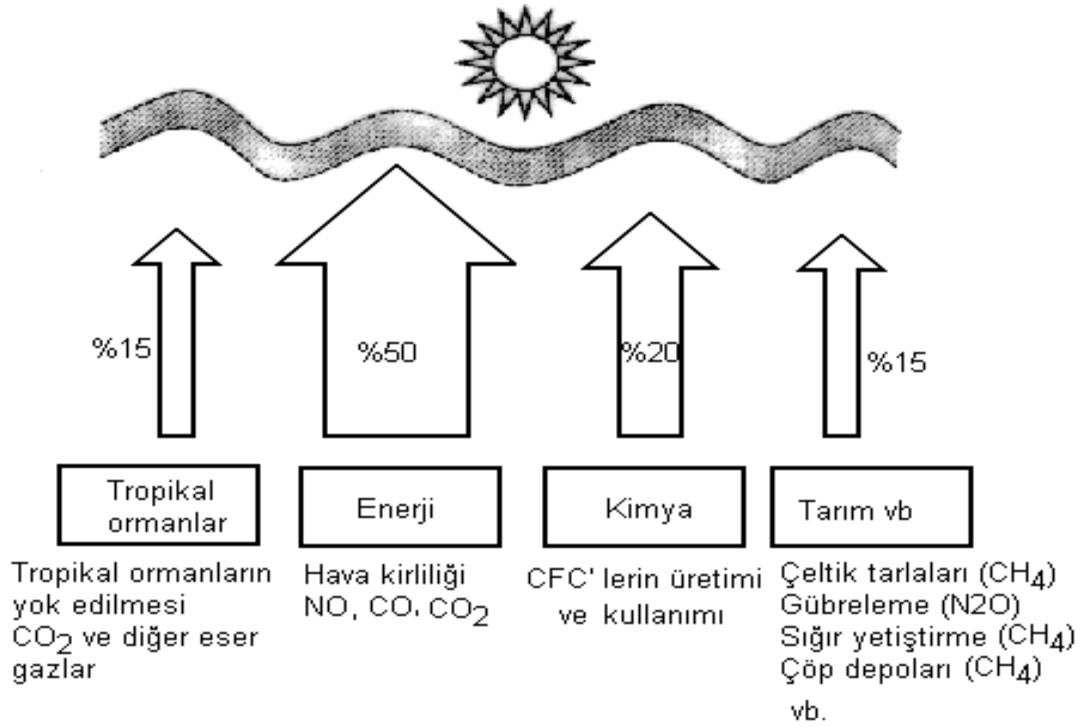 %15
%50
%20
%15
Tropikal
ormanlar
Enerji
Kimya
Tarım vb
Tropikal ormanların
yok edilmesi
CO2 ve diğer eser
gazlar
Hava kirliliği
NO, CO, CO2
CFC' lerin üretimi
ve kullanımı
Çeltik tarlaları (CH4)
Gübreleme (N2O)
Sığır yetiştirme (CH4)
Çöp depoları (CH4)
vb.